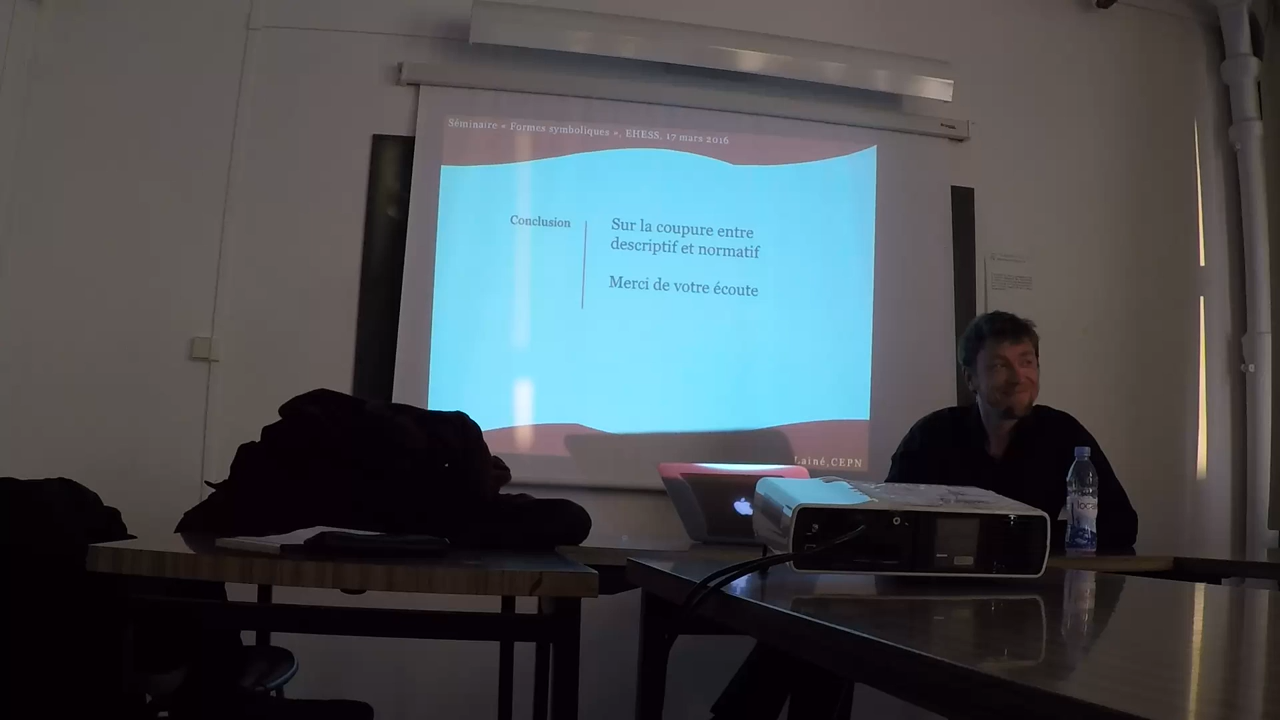 Séminaire « Formes symboliques », EHESS, 17 mars 2016
Conclusion
Sur la coupure entre
descriptif et normatif
Merci de votre écoute
Lainé, CEPN